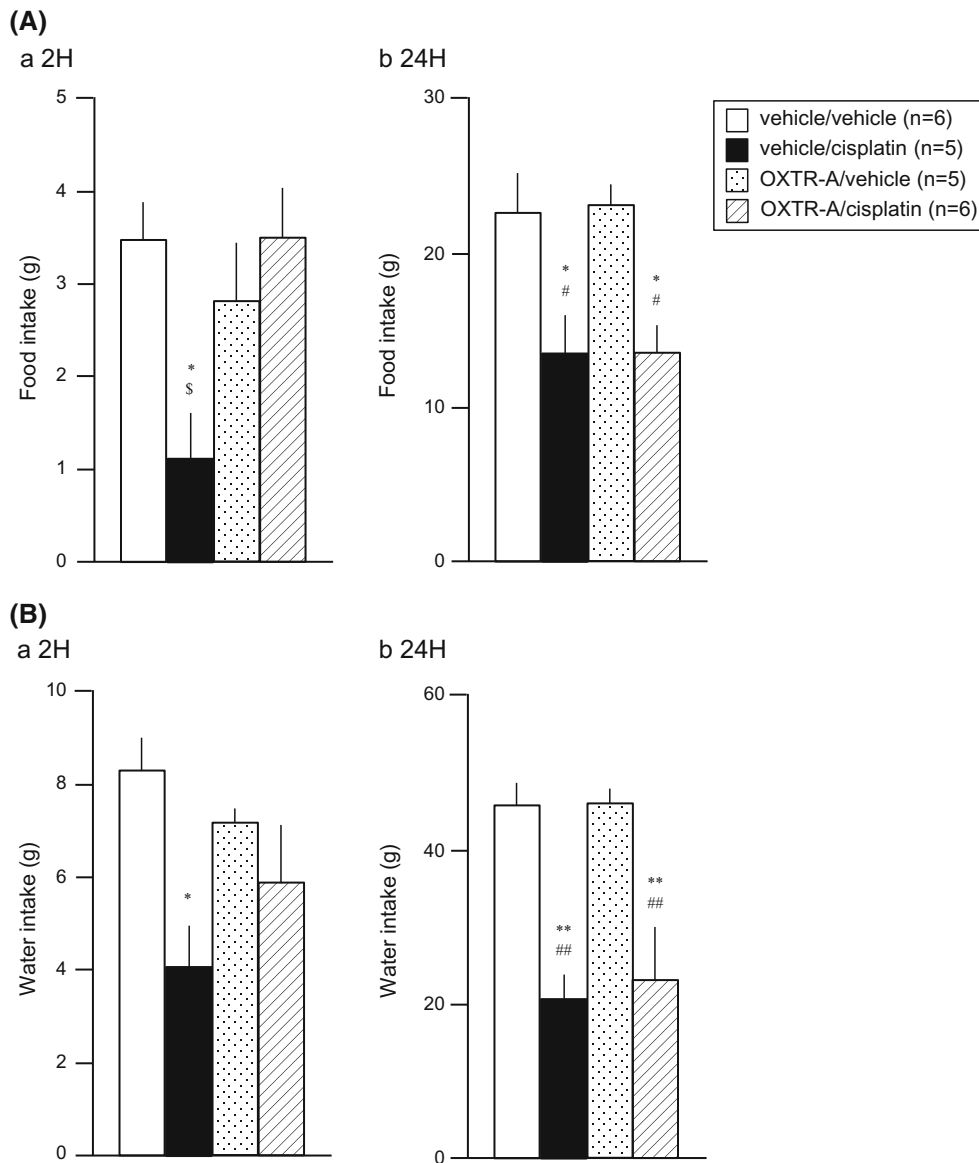 (A)
a 2H
b 24H
5
4
3
2
1
0
Food intake (g)
*
$
30
20
10
0
Food intake (g)
*
#
*
#
vehicle/vehicle (n=6)
vehicle/cisplatin (n=5)
OXTR-A/vehicle (n=5)
OXTR-A/cisplatin (n=6)
(B)
a 2H
b 24H
10
8
6
4
2
0
Water intake (g)
*
60
40
20
0
Water intake (g)
**
##
**
##